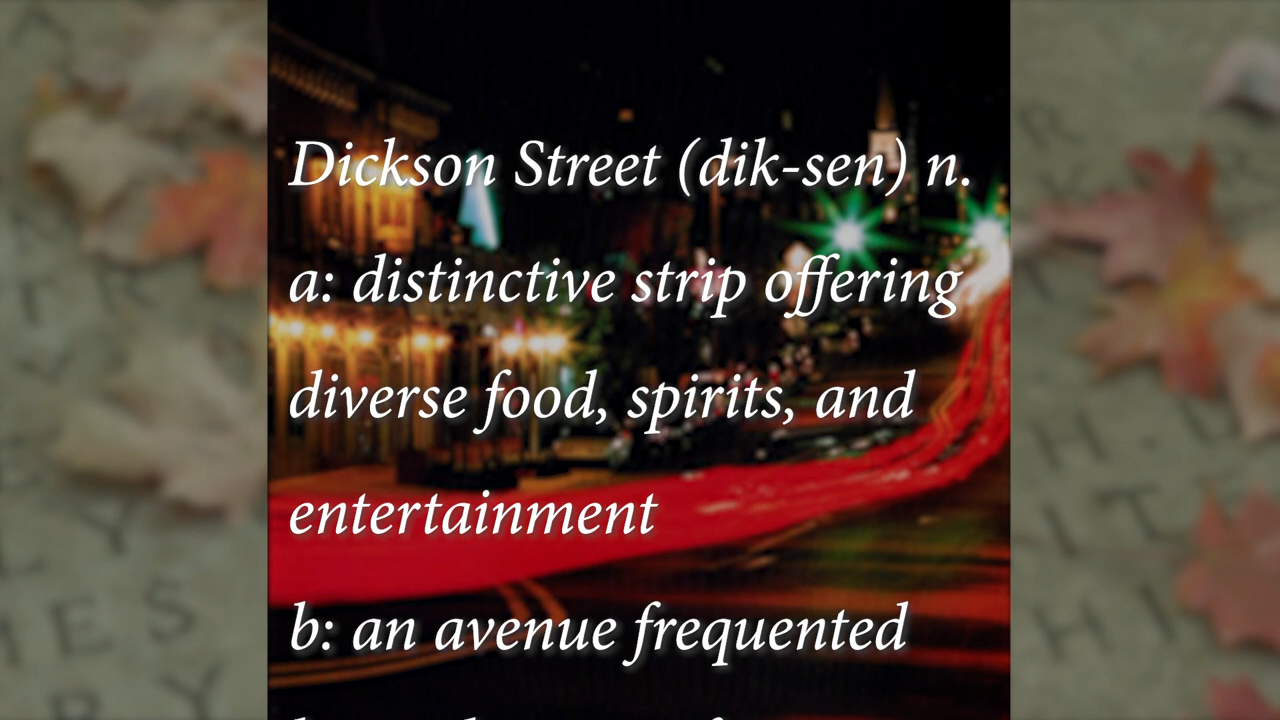 Dickson Street (dik-sen) n.
a: distinctive strip offering
diverse food, spirits, and
entertainment
b: an avenue frequented